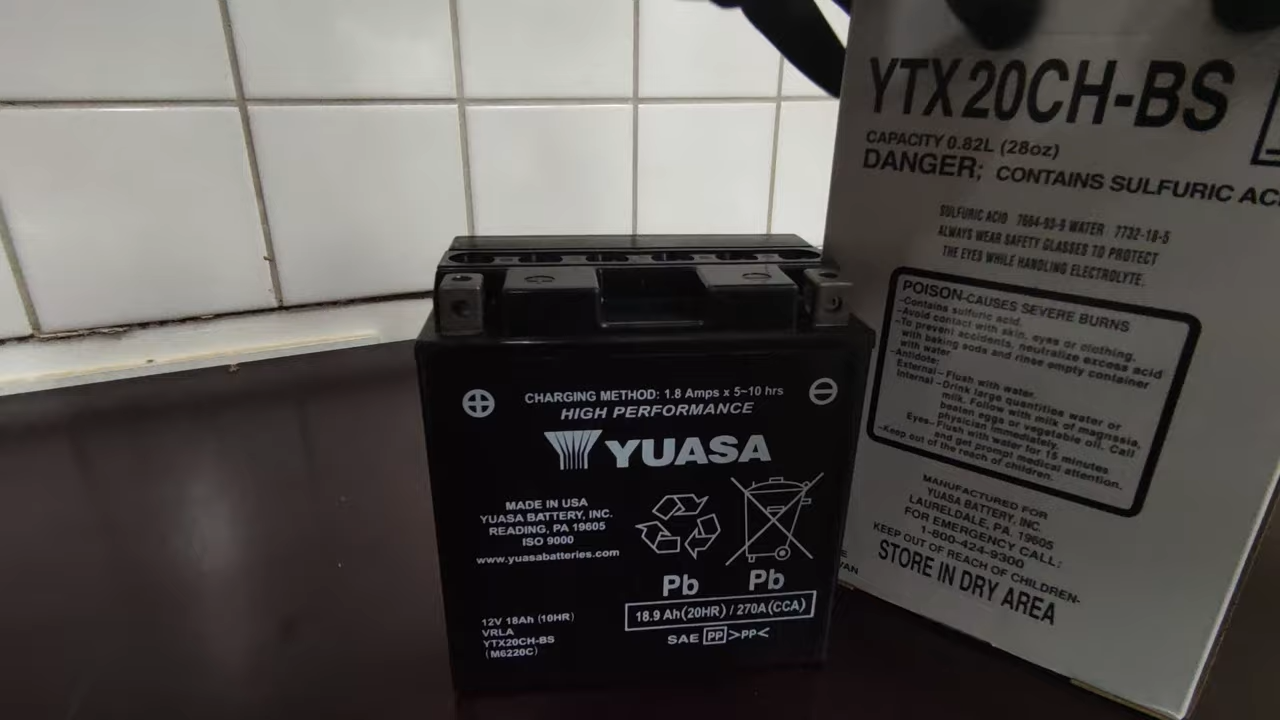 CHARGING METHOD: 1.8 Amps x 5~10 hrs
HIGH PERFORMANCE
YUASA
MADE IN USA
YUASA BATTERY, INC.
READING, PA 19605
ISO 9000
www.yuasabatteries.com
Pb
Pb
18.9 Ah(20HR) / 270A(CCA)
SAE PP >PP<
12V 18Ah (10HR)
VRLA
YTX20CH-BS
(M6220C)
YTX20CH-BS
CAPACITY 0.82L (28oz)
DANGER; CONTAINS SULFURIC AC
SULFURIC ACID 7664-93-9 WATER 7732-18-5
ALWAYS WEAR SAFETY GLASSES TO PROTECT
THE EYES WHILE HANDLING ELECTROLYTE.
POISON-CAUSES SEVERE BURNS
-Contains sulfuric acid.
-Avoid contact with skin, eyes or clothing.
-To prevent accidents, neutralize excess acid
with baking soda and rinse empty container
with water
-Antidote:
External-Flush with water.
Internal-Drink large quantities water or
milk. Follow with milk of magnesia,
beaten eggs or vegetable oil. Call
physician immediately.
Eyes-Flush with water for 15 minutes
and get prompt medical attention.
-Keep out of the reach of children.
MANUFACTURED FOR
YUASA BATTERY, INC.
LAURELDALE, PA. 19605
FOR EMERGENCY CALL:
1-800-424-9300
KEEP OUT OF REACH OF CHILDREN-
STORE IN DRY AREA